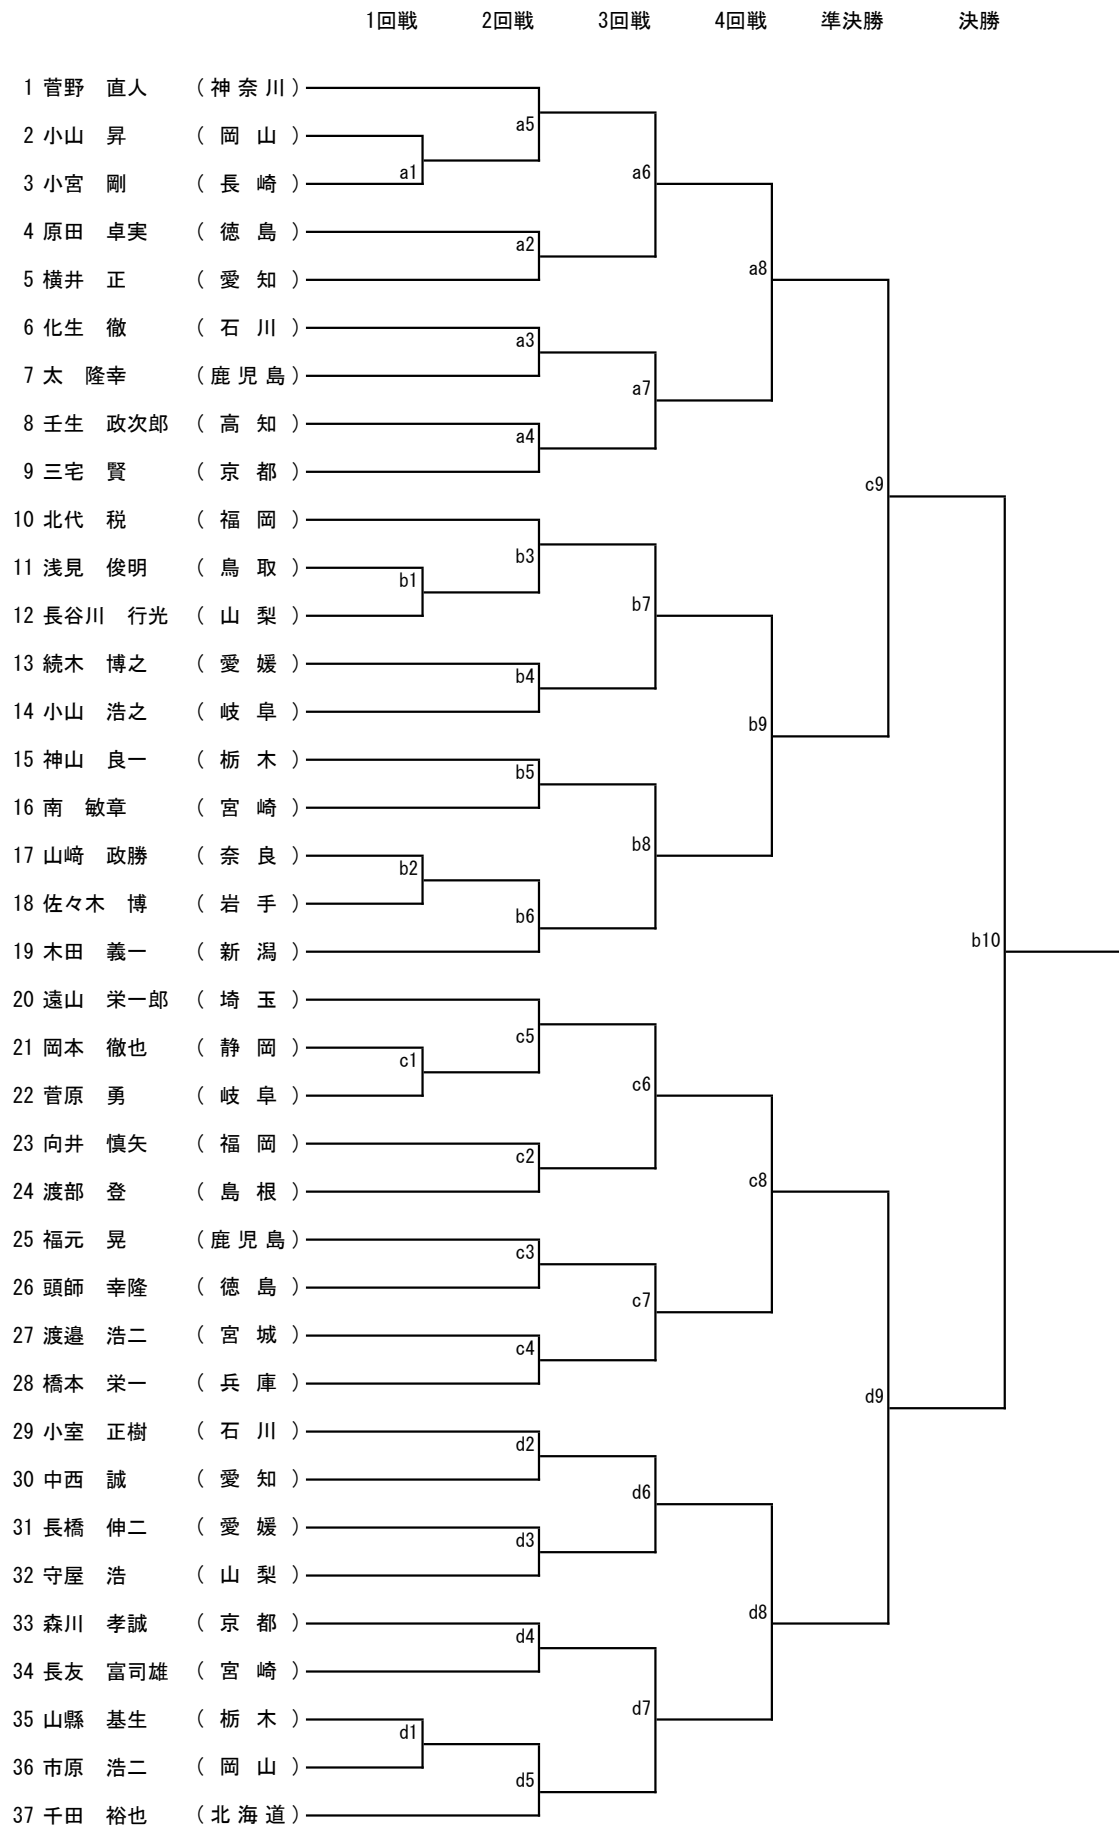 1回戦 2回戦 3回戦 4回戦 準決勝 決勝
1 菅野 直人 (神奈川)
a5
2 小山 昇 (岡山)
a1 a6
3 小宮 剛 (長崎)
4 原田 卓実 (徳島)
a2
a8
5 横井 正 (愛知)
6 化生 徹 (石川)
a3
7 太 隆幸 (鹿児島)
a7
8 壬生 政次郎 (高知)
a4
9 三宅 賢 (京都)
c9
10 北代 税 (福岡)
b3
11 浅見 俊明 (鳥取)
b1
b7
12 長谷川 行光 (山梨)
13 続木 博之 (愛媛)
b4
14 小山 浩之 (岐阜)
b9
15 神山 良一 (栃木)
b5
16 南 敏章 (宮崎)
b8
17 山﨑 政勝 (奈良)
b2
18 佐々木 博 (岩手)
b6
b10
19 木田 義一 (新潟)
20 遠山 栄一郎 (埼玉)
c5
21 岡本 徹也 (静岡)
c1
c6
22 菅原 勇 (岐阜)
23 向井 慎矢 (福岡)
c2
c8
24 渡部 登 (島根)
25 福元 晃 (鹿児島)
c3
26 頭師 幸隆 (徳島)
c7
27 渡邉 浩二 (宮城)
c4
28 橋本 栄一 (兵庫)
d9
29 小室 正樹 (石川)
d2
30 中西 誠 (愛知)
d6
31 長橋 伸二 (愛媛)
d3
32 守屋 浩 (山梨)
d8
33 森川 孝誠 (京都)
d4
34 長友 富司雄 (宮崎)
d7
35 山縣 基生 (栃木)
d1
36 市原 浩二 (岡山)
d5
37 千田 裕也 (北海道)